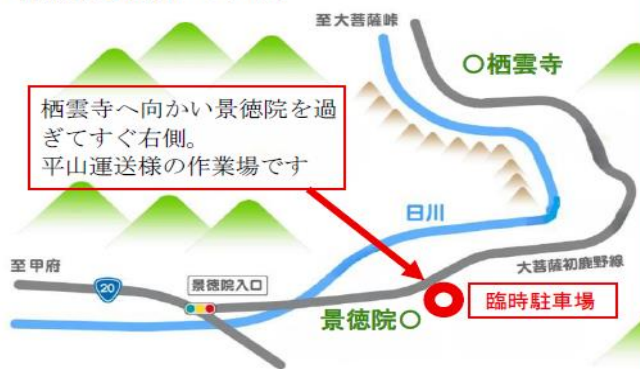 至大菩薩峠
〇栖雲寺
栖雲寺へ向かい景徳院を過
ぎてすぐ右側。
平山運送様の作業場です
日川
至甲府
大菩薩初鹿野線
20
景徳院入口
臨時駐車場
景徳院〇